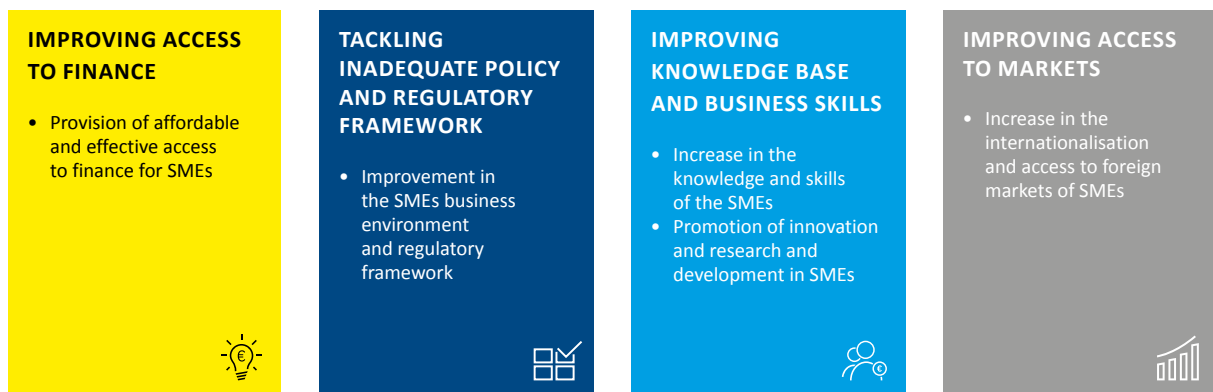 IMPROVING ACCESS
TO FINANCE
• Provision of affordable
and effective access
to finance for SMEs
€
TACKLING
INADEQUATE POLICY
AND REGULATORY
FRAMEWORK
• Improvement in
the SMEs business
environment
and regulatory
framework
IMPROVING
KNOWLEDGE BASE
AND BUSINESS SKILLS
• Increase in the
knowledge and skills
of the SMEs
• Promotion of innovation
and research and
development in SMEs
€
IMPROVING ACCESS
TO MARKETS
• Increase in the
internationalisation
and access to foreign
markets of SMEs